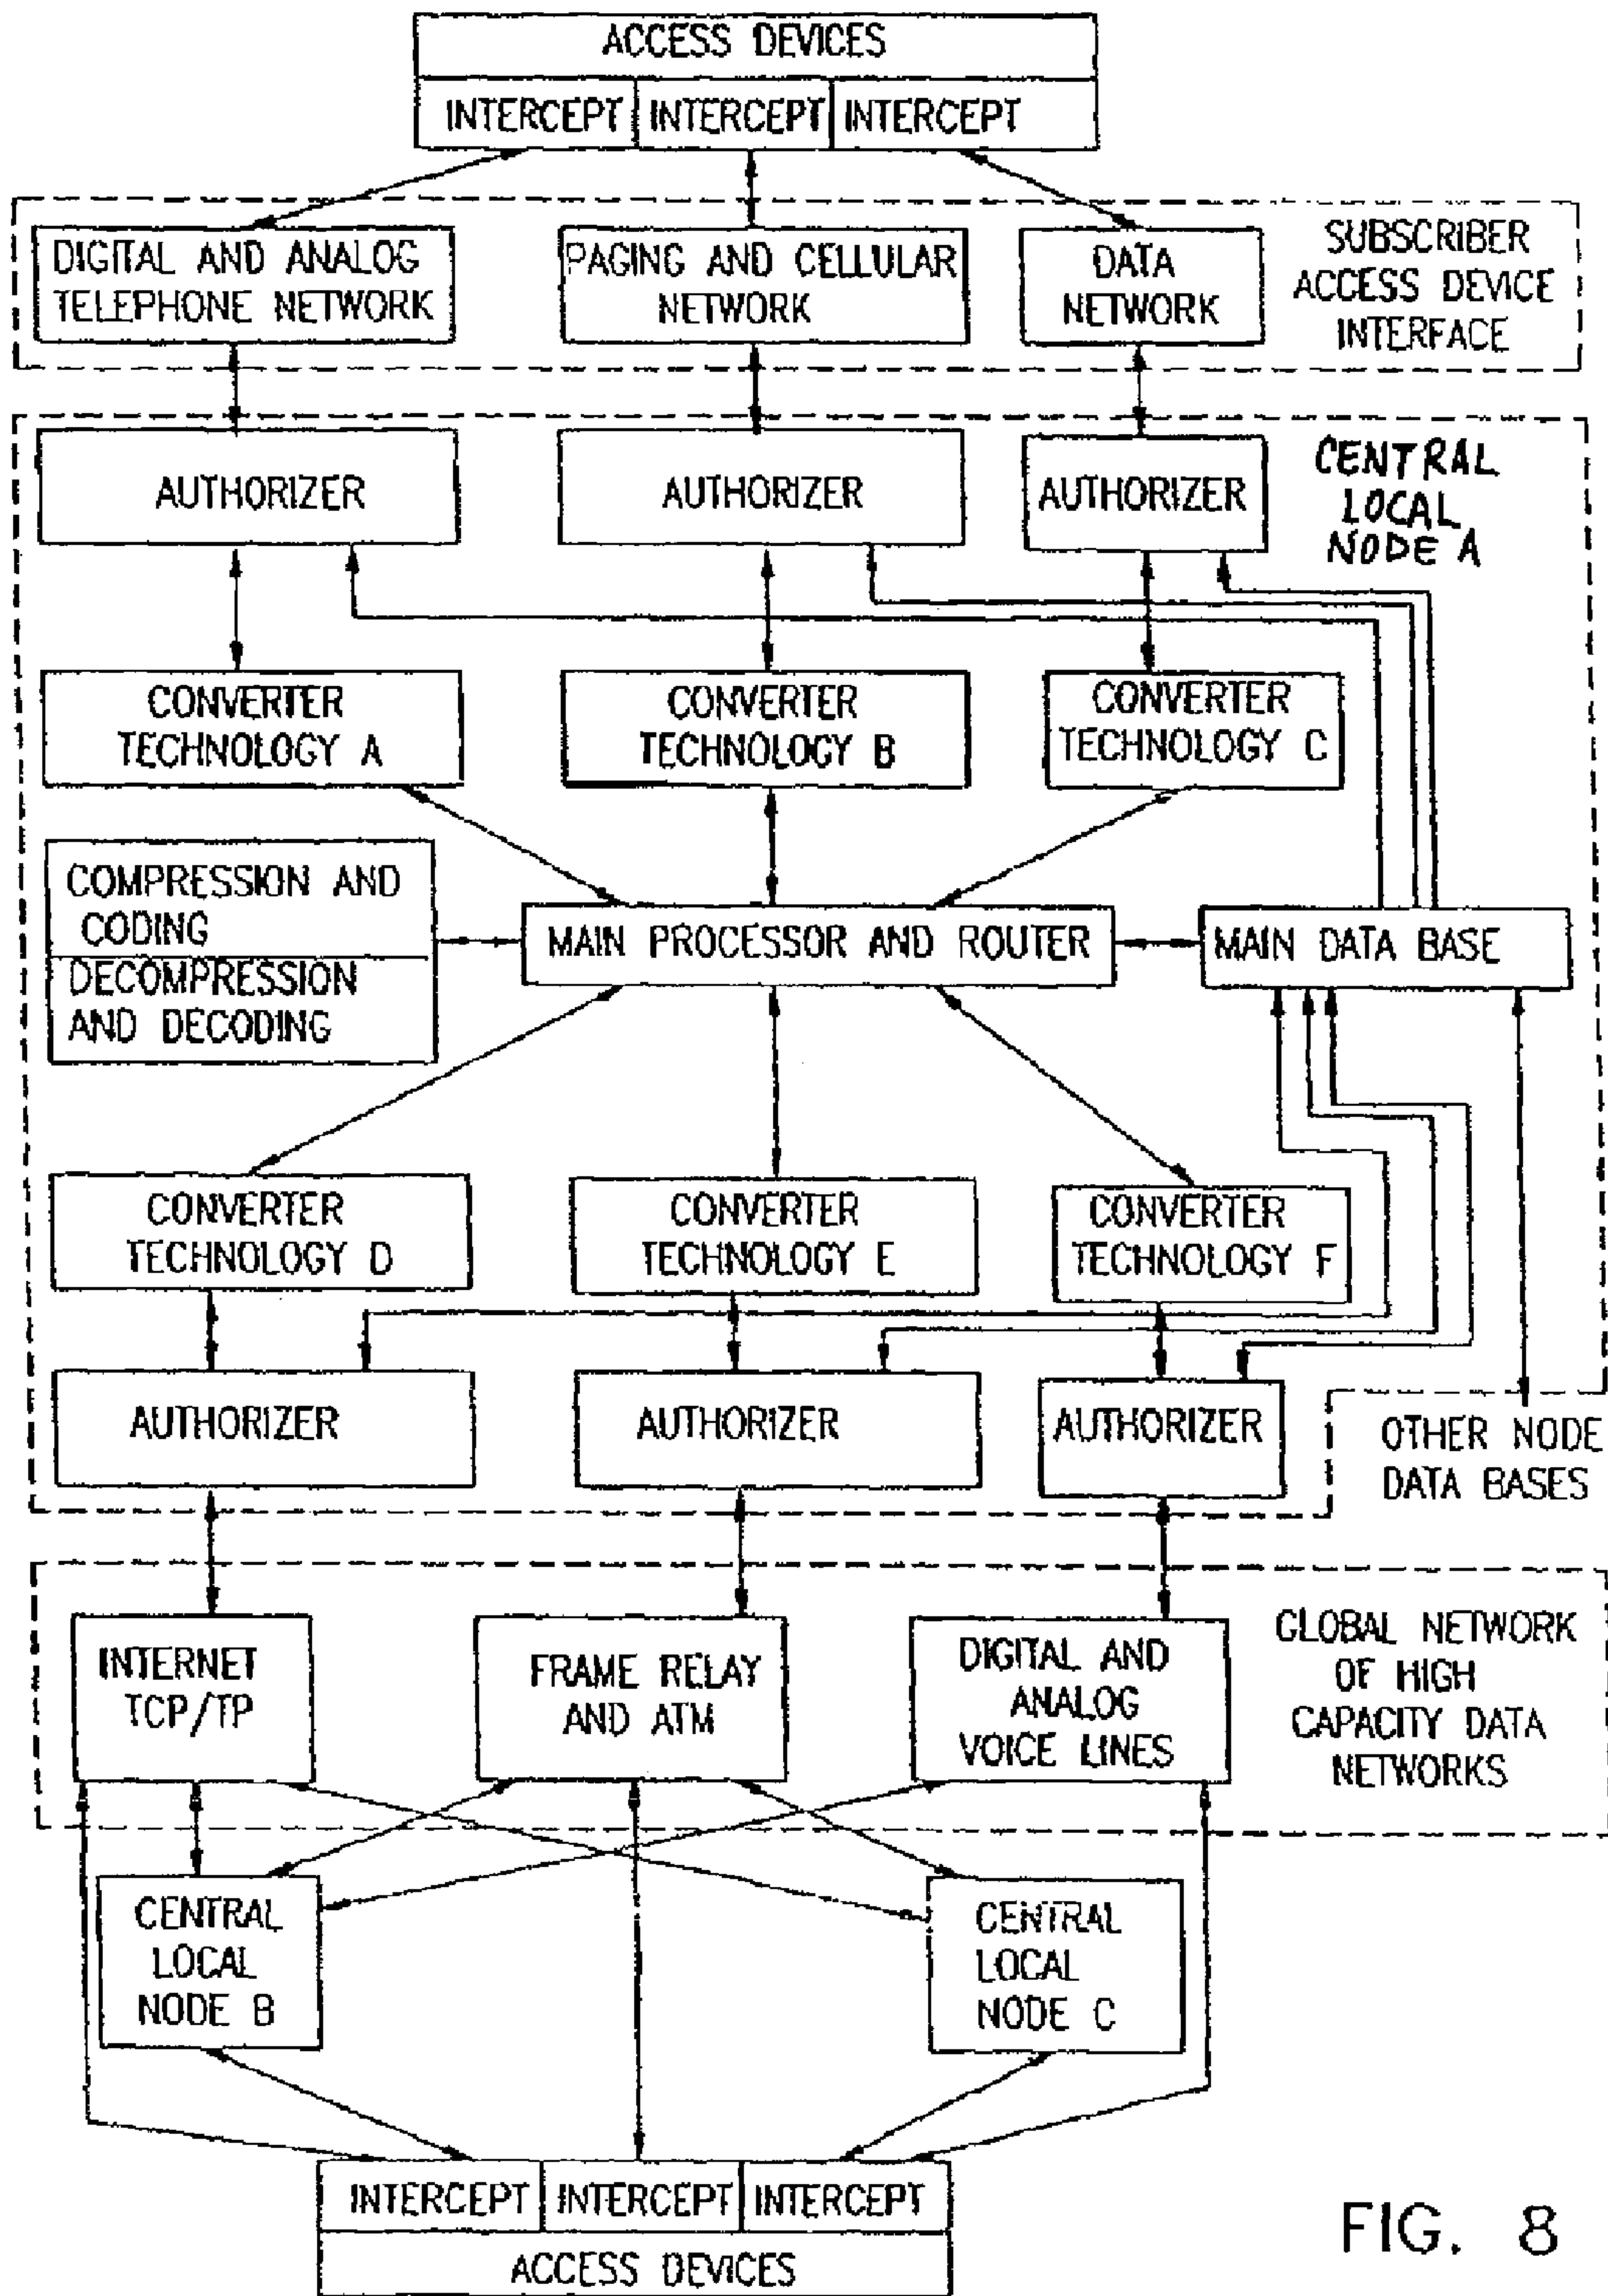 ACCESS DEVICES
INTERCEPT
INTERCEPT
INTERCEPT
DIGITAL AND ANALOG
TELEPHONE NETWORK
PAGING AND CELLULAR
NETWORK
DATA
NETWORK
SUBSCRIBER
ACCESS DEVICE
INTERFACE
AUTHORIZER
AUTHORIZER
AUTHORIZER
CENTRAL
LOCAL
NODE A
CONVERTER
TECHNOLOGY A
CONVERTER
TECHNOLOGY B
CONVERTER
TECHNOLOGY C
COMPRESSION AND
CODING
DECOMPRESSION
AND DECODING
MAIN PROCESSOR AND ROUTER
MAIN DATA BASE
CONVERTER
TECHNOLOGY D
CONVERTER
TECHNOLOGY E
CONVERTER
TECHNOLOGY F
AUTHORIZER
AUTHORIZER
AUTHORIZER
OTHER NODE
DATA BASES
INTERNET
TCP/TP
FRAME RELAY
AND ATM
DIGITAL AND
ANALOG
VOICE LINES
GLOBAL NETWORK
OF HIGH
CAPACITY DATA
NETWORKS
CENTRAL
LOCAL
NODE B
CENTRAL
LOCAL
NODE C
INTERCEPT
INTERCEPT
INTERCEPT
ACCESS DEVICES
FIG. 8